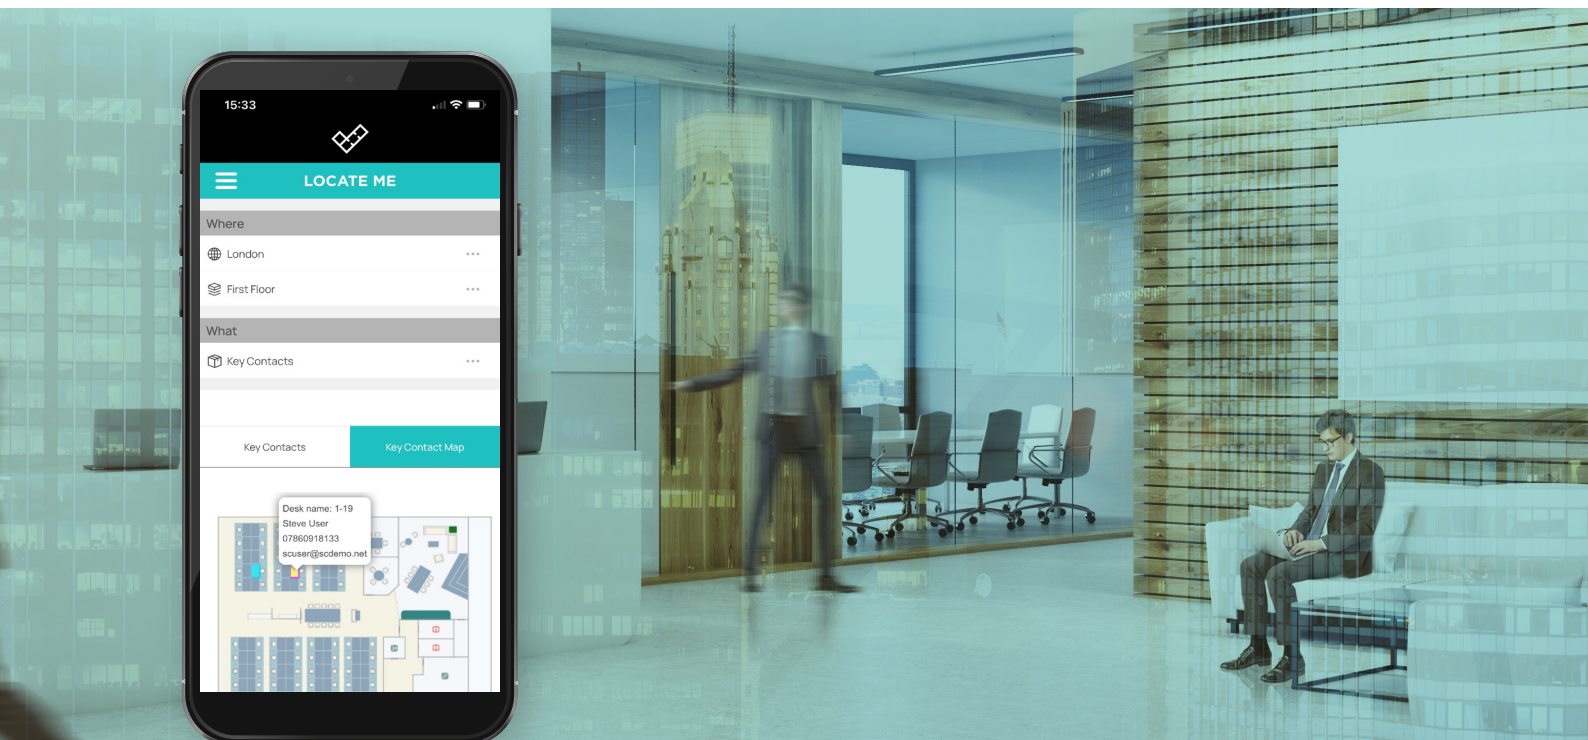 15:33
LOCATE ME
Where
London
First Floor
What
Key Contacts
Key Contacts
Key Contact Map
Desk name: 1-19
Steve User
07860918133
scuser@scdemo.net